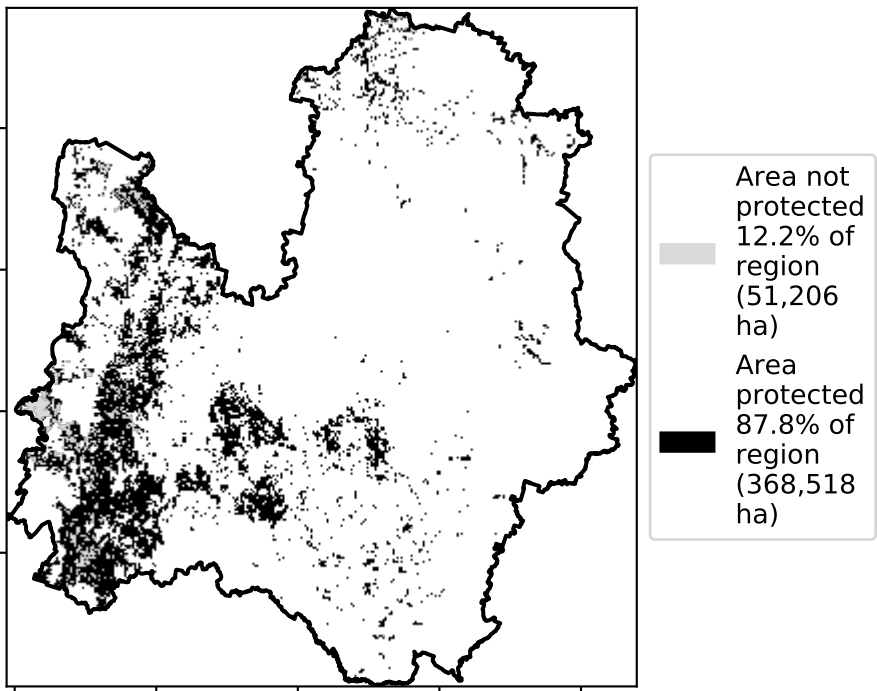 Area not
protected
12.2% of
region
(51,206
ha)
Area
protected
87.8% of
region
(368,518
ha)